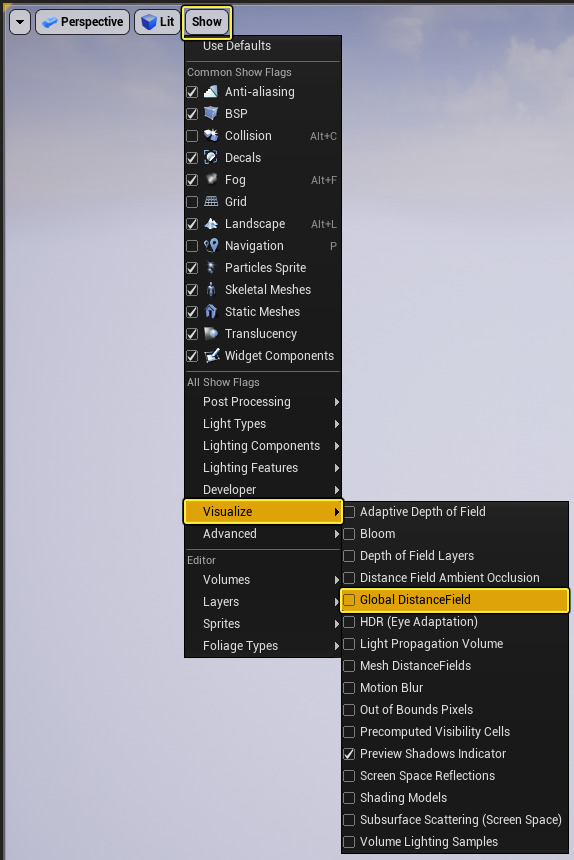 Perspective Lit Show
Use Defaults
Common Show Flags
Anti-aliasing
BSP
Collision Alt+C
Decals
Fog Alt+F
Grid
Landscape Alt+L
Navigation P
Particles Sprite
Skeletal Meshes
Static Meshes
Translucency
Widget Components
All Show Flags
Post Processing
Light Types
Lighting Components
Lighting Features
Developer
Visualize
Advanced
Editor
Volumes
Layers
Sprites
Foliage Types
Adaptive Depth of Field
Bloom
Depth of Field Layers
Distance Field Ambient Occlusion
Global DistanceField
HDR (Eye Adaptation)
Light Propagation Volume
Mesh DistanceFields
Motion Blur
Out of Bounds Pixels
Precomputed Visibility Cells
Preview Shadows Indicator
Screen Space Reflections
Shading Models
Subsurface Scattering (Screen Space)
Volume Lighting Samples